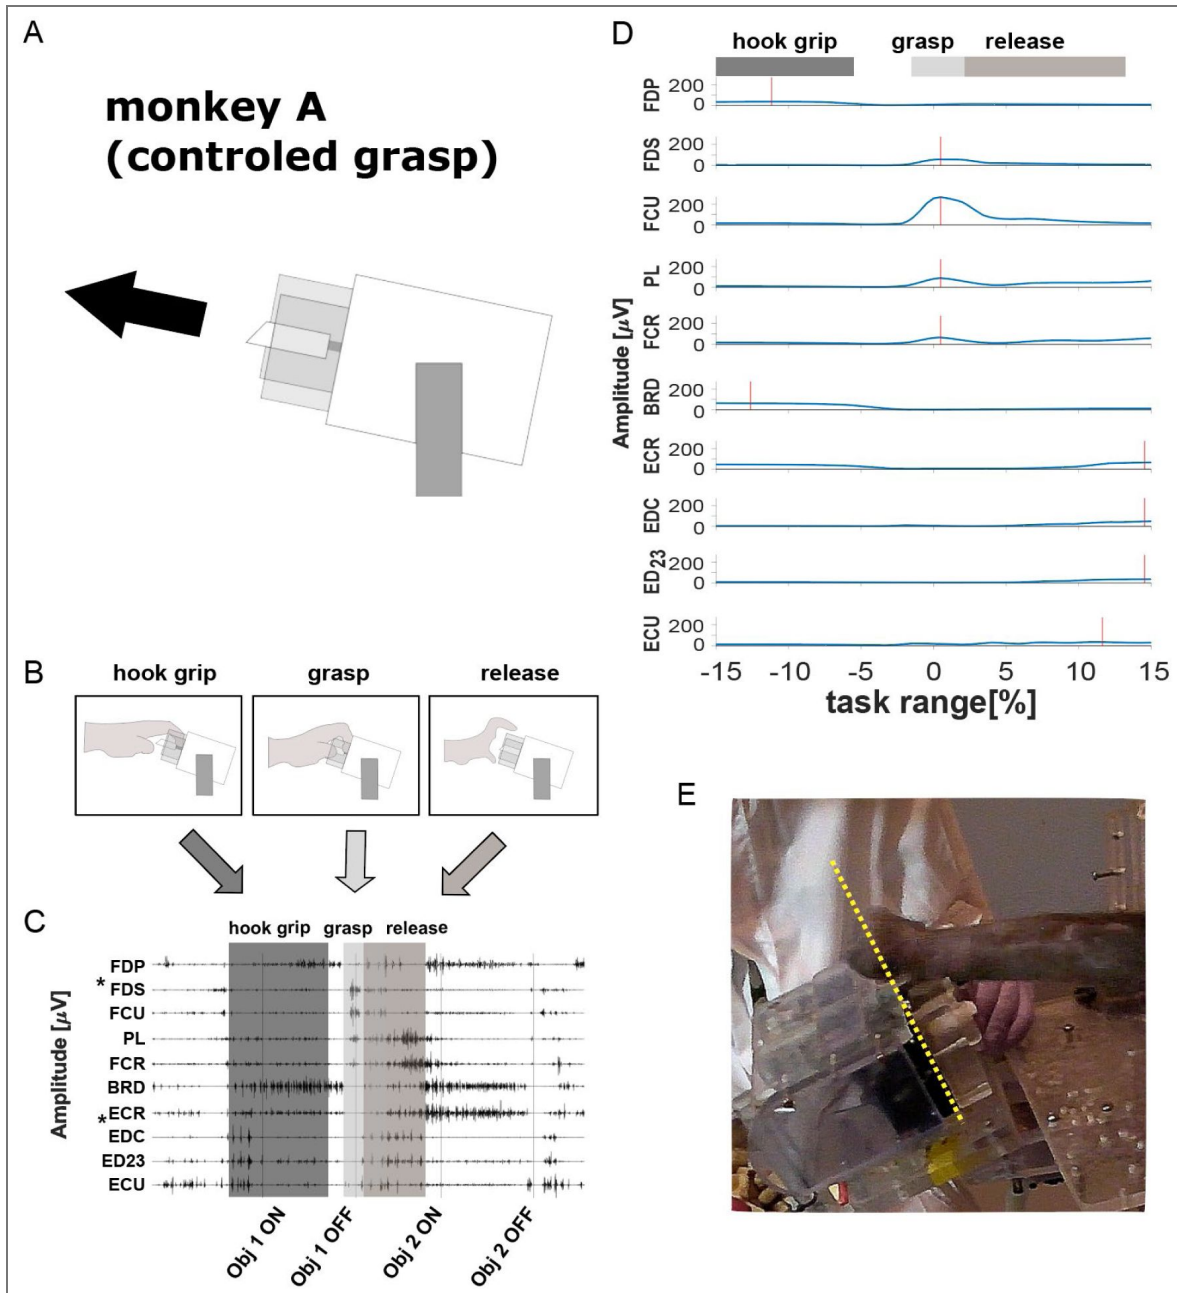 A
monkey A
(controled grasp)
B
hook grip
grasp
release
C
hook grip
grasp
release
Amplitude [μV]
FDP
*
FDS
FCU
PL
FCR
BRD
ECR
*
EDC
ED23
ECU
Obj 1 ON
Obj 1 OFF
Obj 2 ON
Obj 2 OFF
D
hook grip
grasp
release
Amplitude [μV]
FDP
200
0
FDS
200
0
FCU
200
0
PL
200
0
FCR
200
0
BRD
200
0
ECR
200
0
EDC
200
0
ED23
200
0
ECU
200
0
-15 -10 -5 0 5 10 15
task range[%]
E